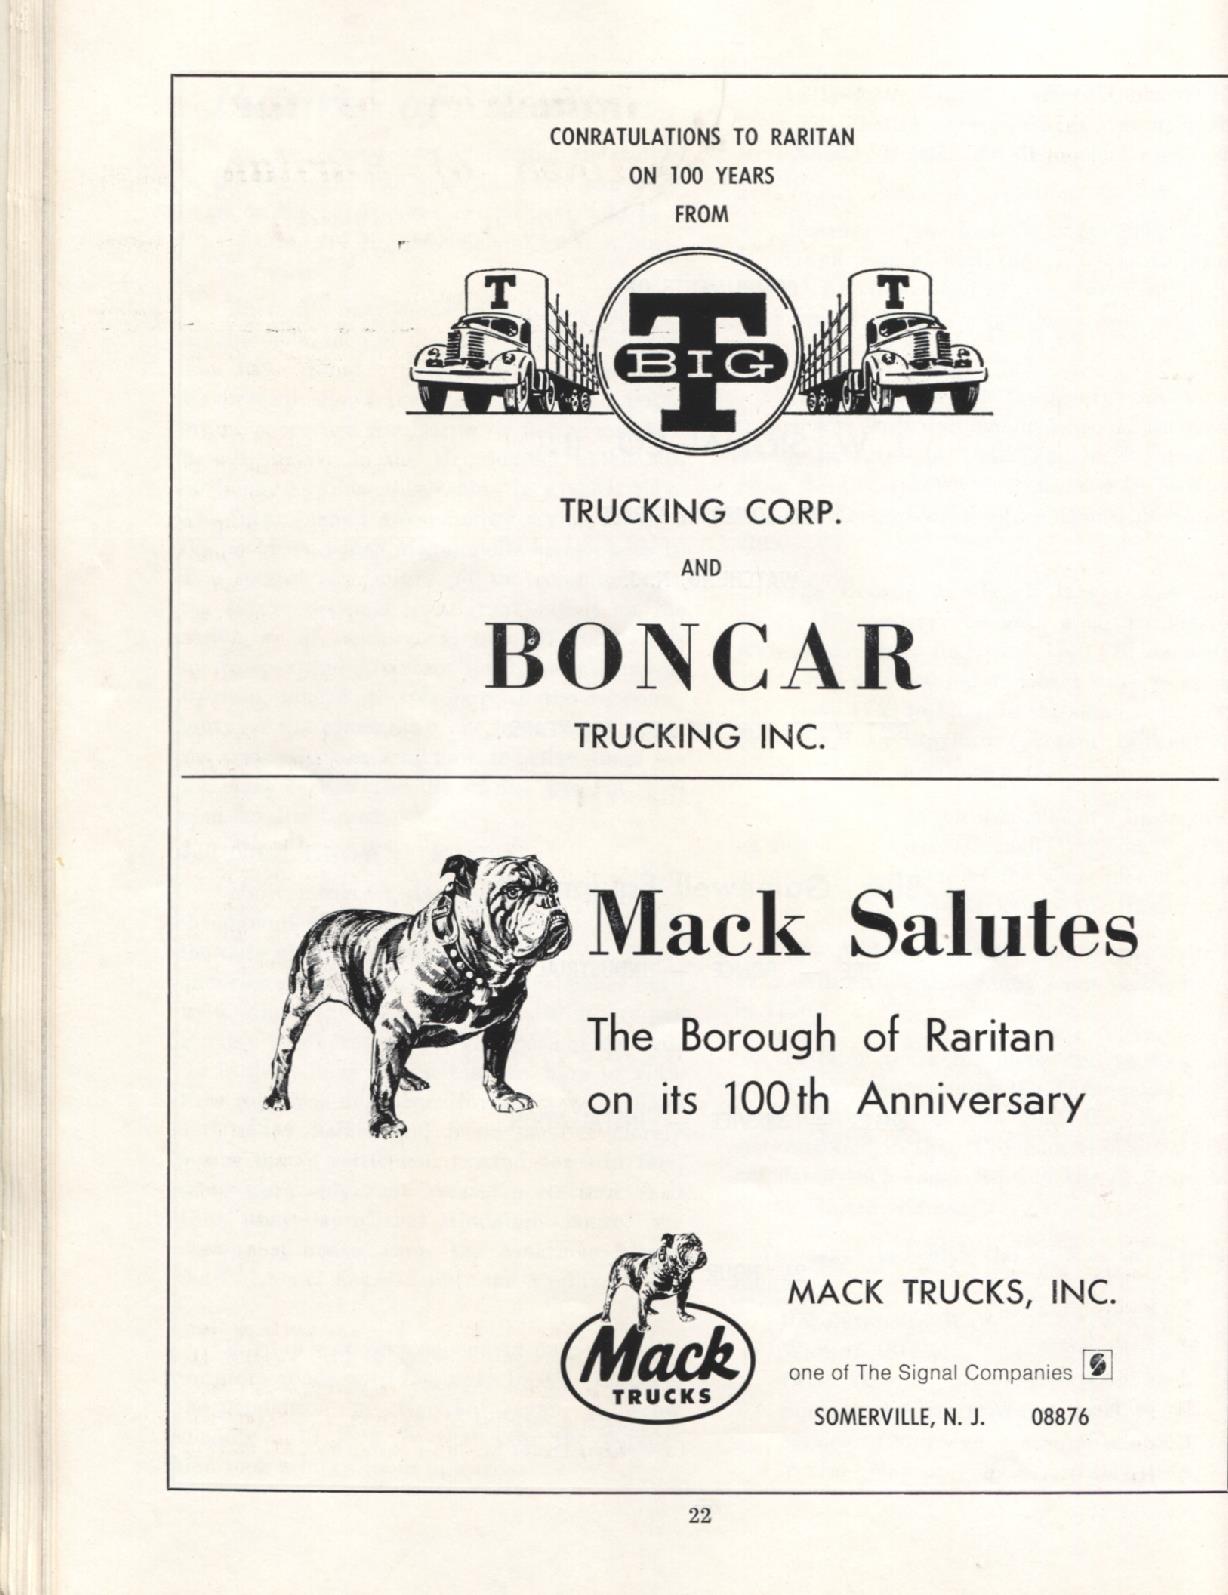 CONRATULATIONS TO RARITAN
ON 100 YEARS
FROM
T
T
BIG
T
TRUCKING CORP.
AND
BONCAR
TRUCKING INC.
Mack Salutes
The Borough of Raritan
on its 100th Anniversary
Mack
TRUCKS
MACK TRUCKS, INC.
one of The Signal Companies
SOMERVILLE, N. J. 08876
22